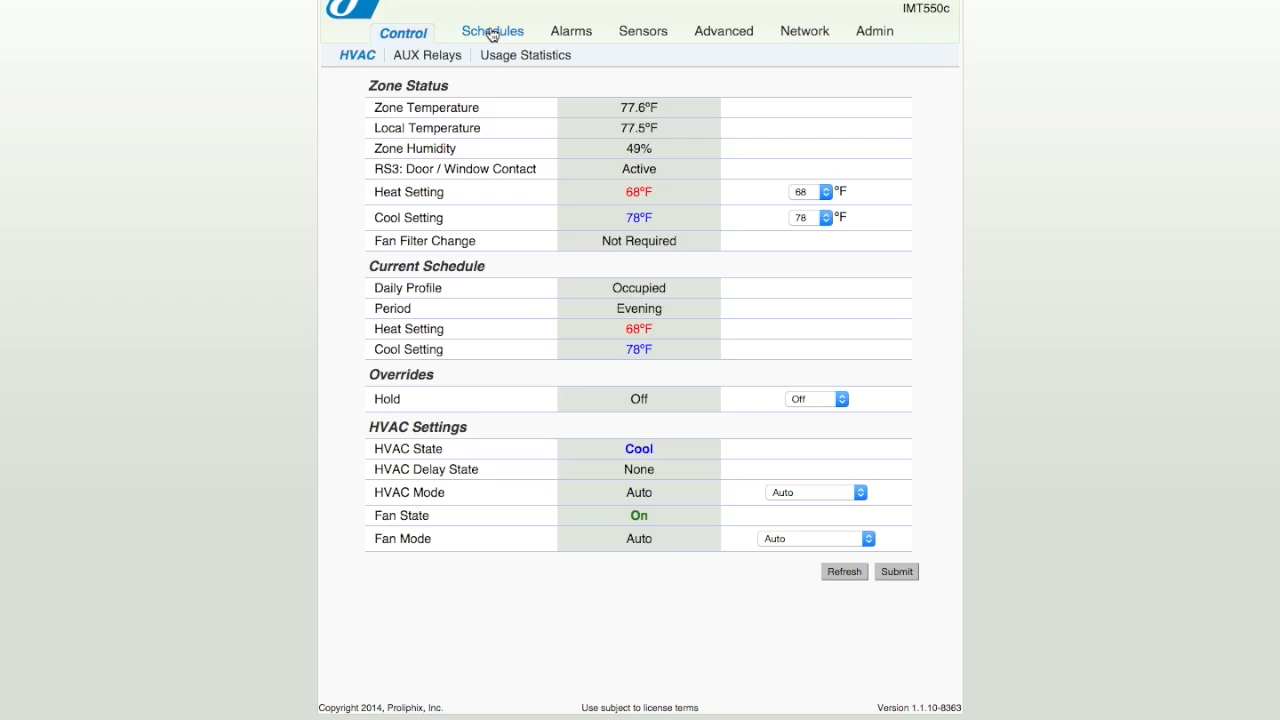 IMT550c
Control Schedules Alarms Sensors Advanced Network Admin
HVAC AUX Relays Usage Statistics
Zone Status
Zone Temperature 77.6°F
Local Temperature 77.5°F
Zone Humidity 49%
RS3: Door / Window Contact Active
Heat Setting 68°F 68 °F
Cool Setting 78°F 78 °F
Fan Filter Change Not Required
Current Schedule
Daily Profile Occupied
Period Evening
Heat Setting 68°F
Cool Setting 78°F
Overrides
Hold Off Off
HVAC Settings
HVAC State Cool
HVAC Delay State None
HVAC Mode Auto Auto
Fan State On
Fan Mode Auto Auto
Refresh Submit
Copyright 2014, Proliphix, Inc. Use subject to license terms Version 1.1.10-8363